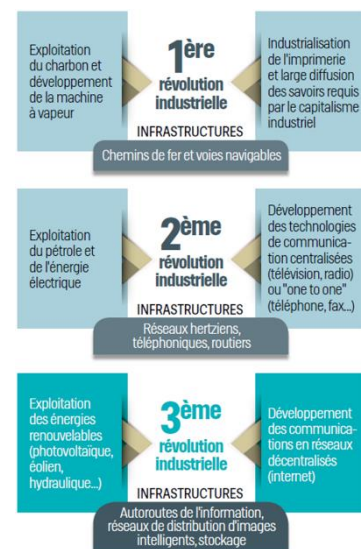 Exploitation
du charbon et
développement
de la machine
à vapeur
1ère
révolution
industrielle
INFRASTRUCTURES
Industrialisation
de l'imprimerie
et large diffusion
des savoirs requis
par le capitalisme
industriel
Chemins de fer et voies navigables
Exploitation
du pétrole et
de l'énergie
électrique
2ème
révolution
industrielle
INFRASTRUCTURES
Développement
des technologies
de communica-
tion centralisées
(télévision, radio)
ou "one to one"
(téléphone, fax...)
Réseaux hertziens,
téléphoniques, routiers
Exploitation
des énergies
renouvelables
(photovoltaïque,
éolien,
hydraulique...)
3ème
révolution
industrielle
INFRASTRUCTURES
Développement
des communica-
tions en réseaux
décentralisés
(internet)
Autoroutes de l'information,
réseaux de distribution d'images
intelligents, stockage